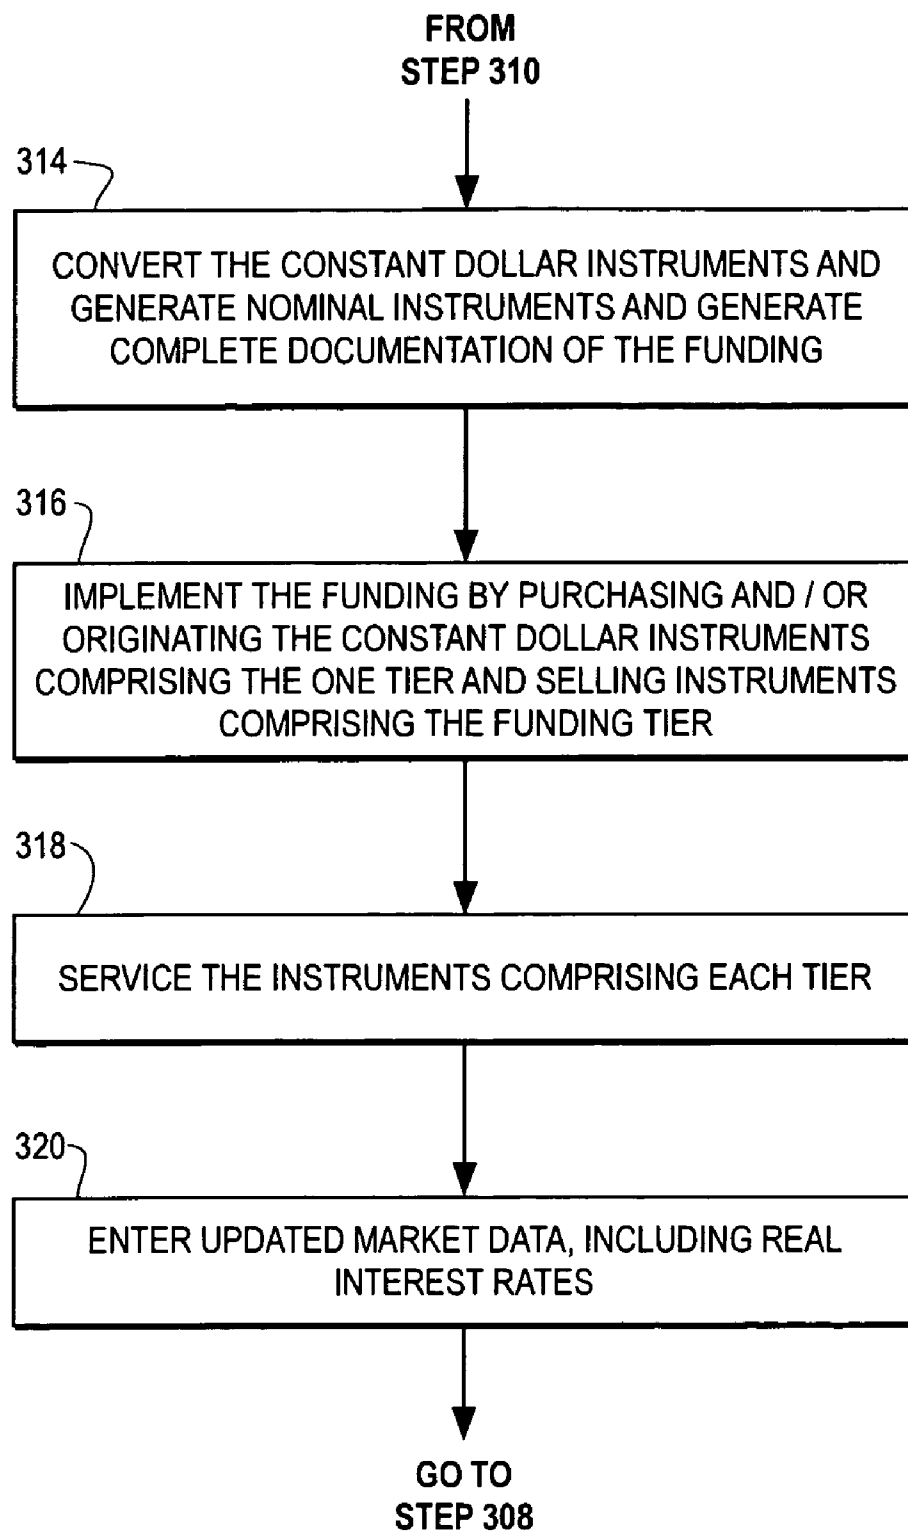 FROM
STEP 310
314
CONVERT THE CONSTANT DOLLAR INSTRUMENTS AND
GENERATE NOMINAL INSTRUMENTS AND GENERATE
COMPLETE DOCUMENTATION OF THE FUNDING
316
IMPLEMENT THE FUNDING BY PURCHASING AND / OR
ORIGINATING THE CONSTANT DOLLAR INSTRUMENTS
COMPRISING THE ONE TIER AND SELLING INSTRUMENTS
COMPRISING THE FUNDING TIER
318
SERVICE THE INSTRUMENTS COMPRISING EACH TIER
320
ENTER UPDATED MARKET DATA, INCLUDING REAL
INTEREST RATES
GO TO
STEP 308